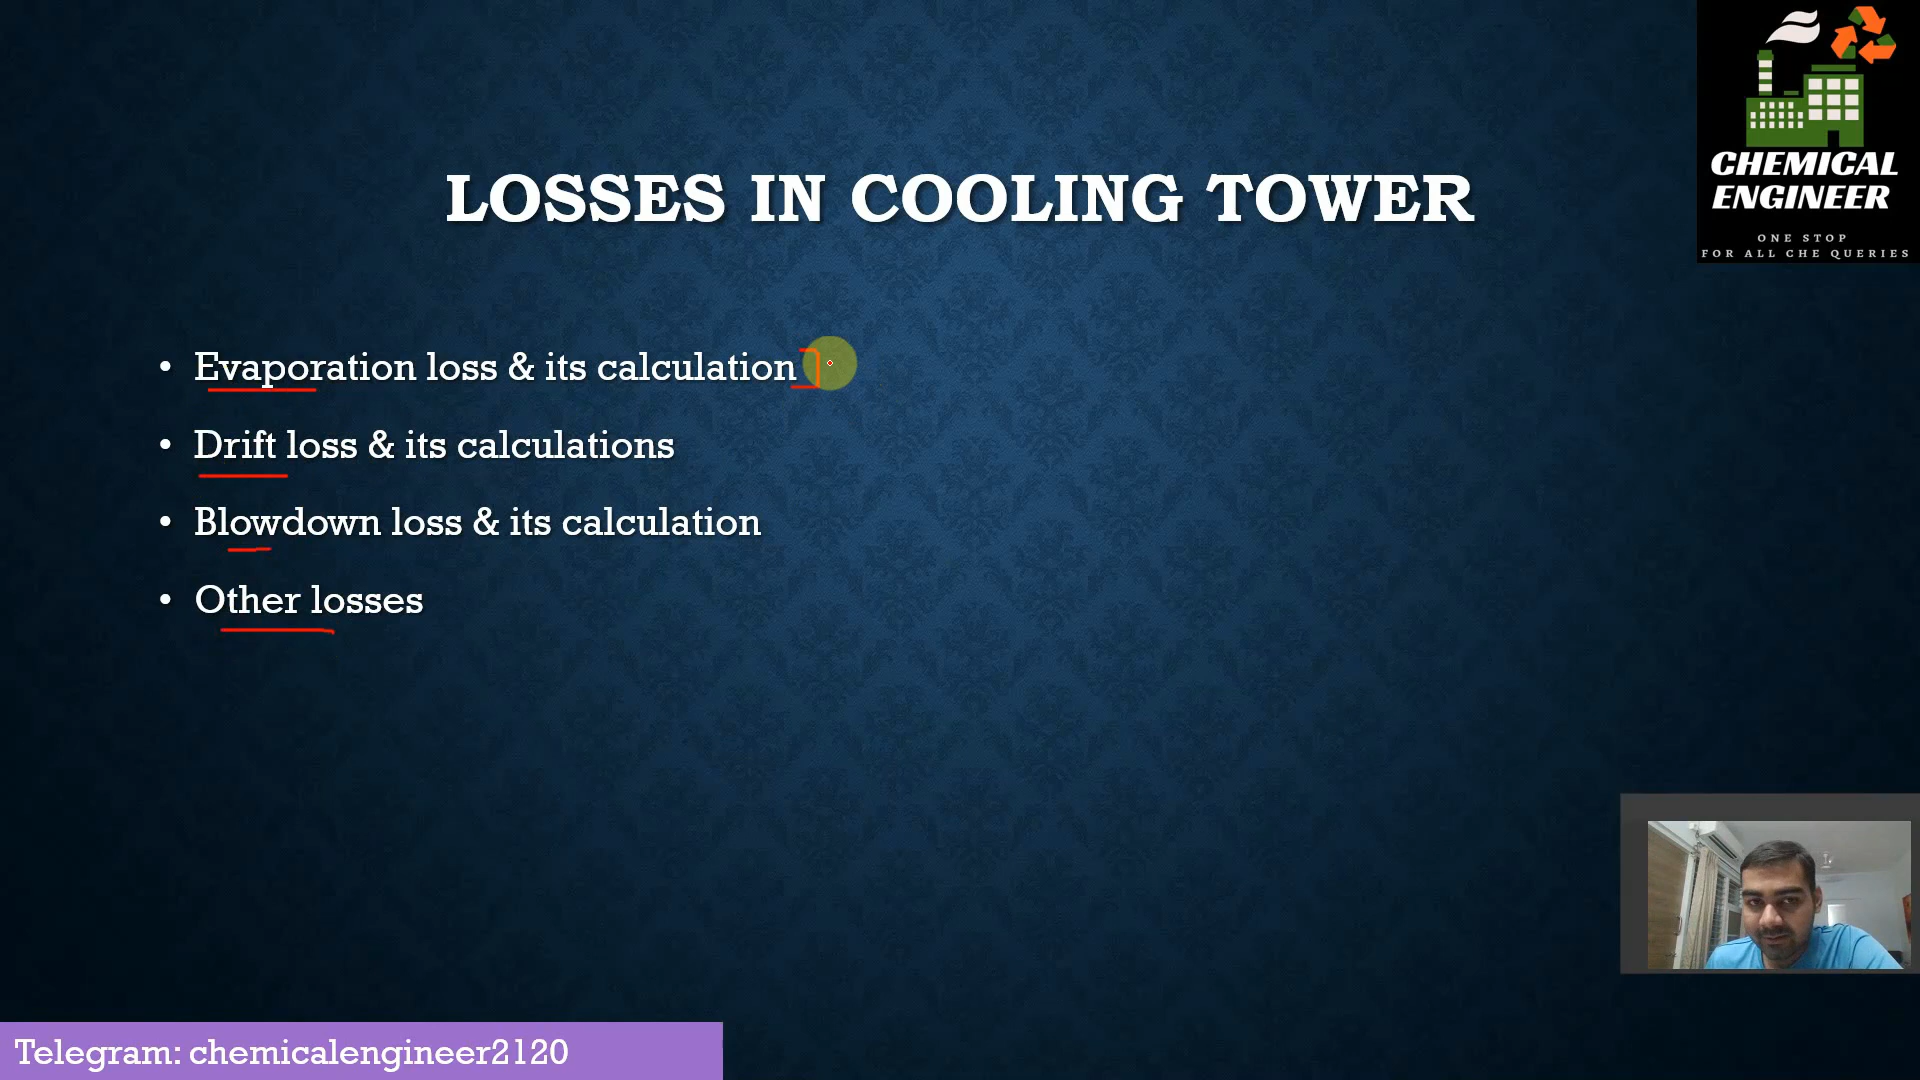 LOSSES IN COOLING TOWER
CHEMICAL
ENGINEER
ONE STOP
FOR ALL CHE QUERIES
• Evaporation loss & its calculation
• Drift loss & its calculations
• Blowdown loss & its calculation
• Other losses
Telegram: chemicalengineer2120